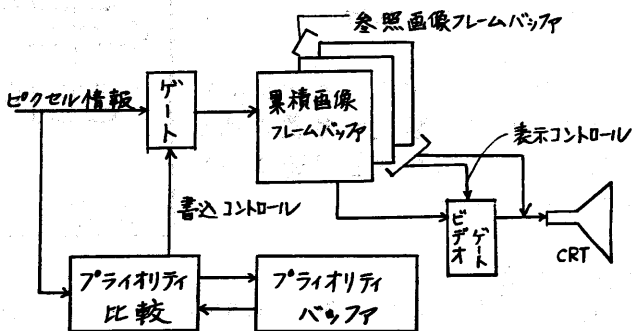 参照画像フレームバッファ
ピクセル情報
ゲート
累積画像
フレームバッファ
表示コントロール
書込コントロール
ビデオ
ゲート
CRT
プライオリティ
比較
プライオリティ
バッファ